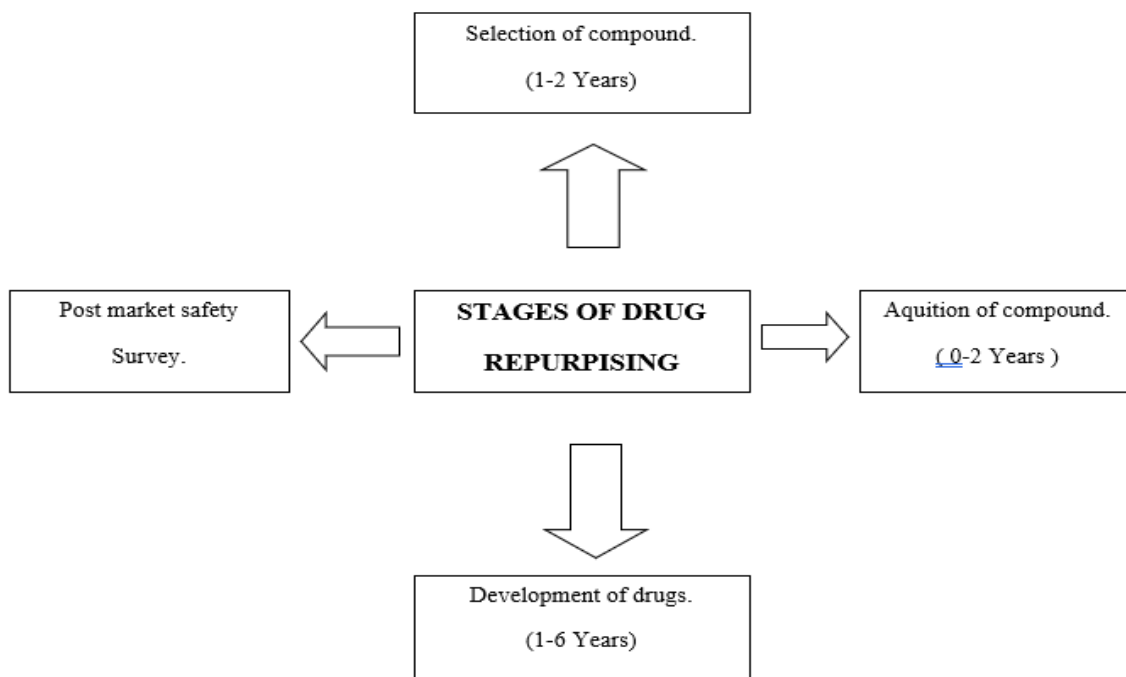 Selection of compound.
(1-2 Years)
Post market safety
Survey.
STAGES OF DRUG
REPURPISING
Aqution of compound.
( 0-2 Years )
Development of drugs.
(1-6 Years)